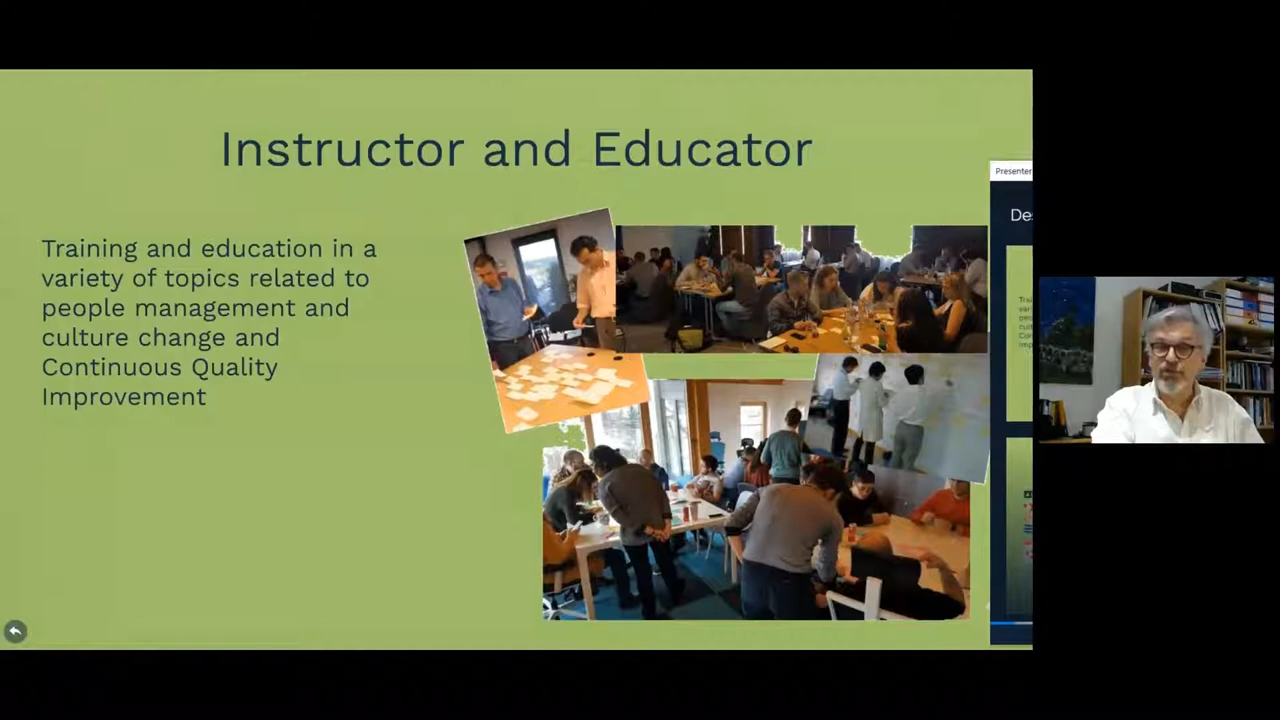 Instructor and Educator
Training and education in a
variety of topics related to
people management and
culture change and
Continuous Quality
Improvement
Presenter